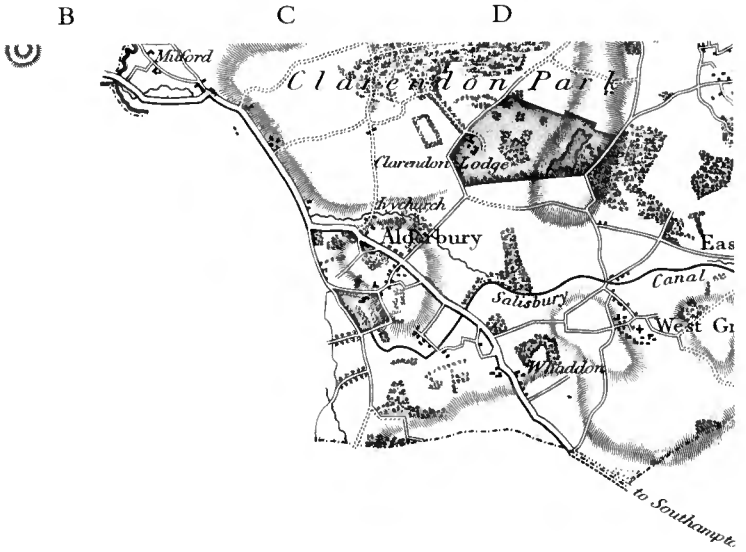 B C D
Milford
Clarendon Park
Clarendon Lodge
Ivychurch
Alderbury
Eas
Canal
Salisbury
West Gr
Whaddon
to Southampto